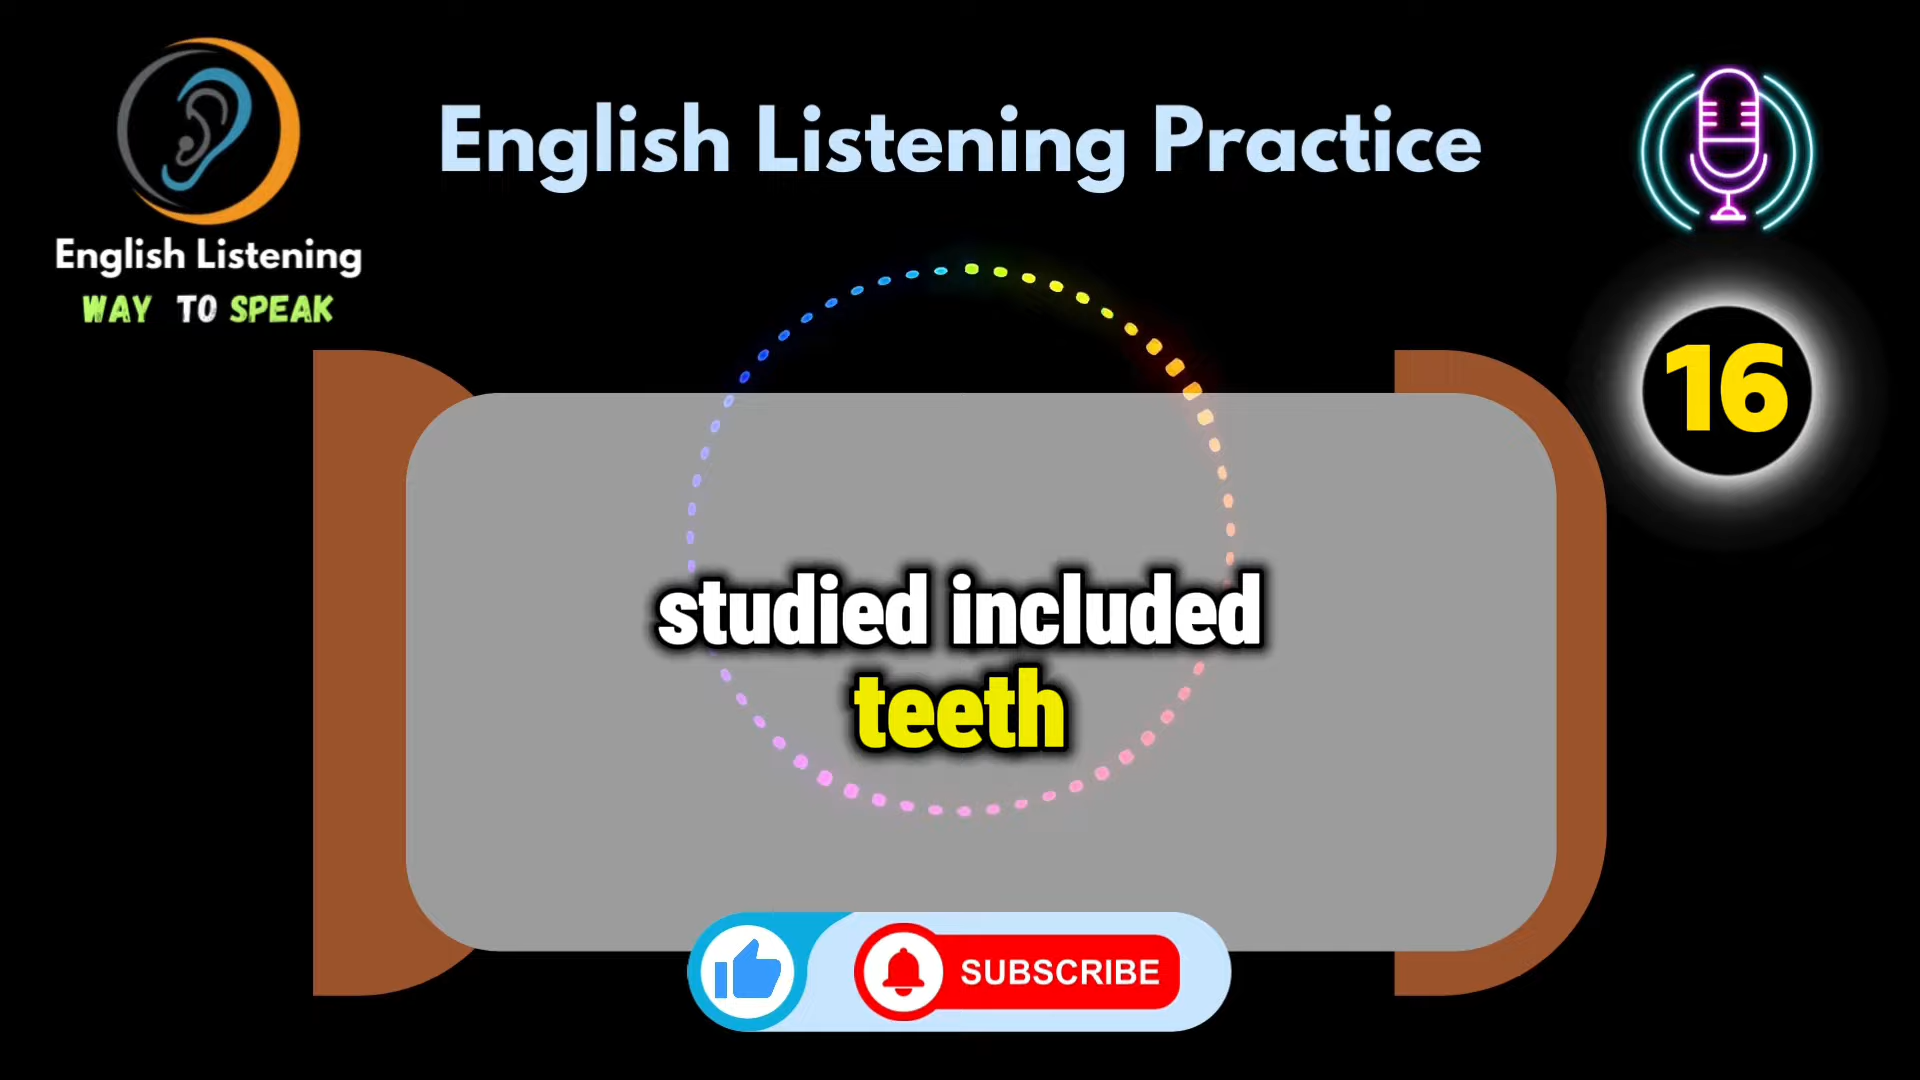 English Listening Practice
English Listening
WAY TO SPEAK
16
studied included
teeth
SUBSCRIBE